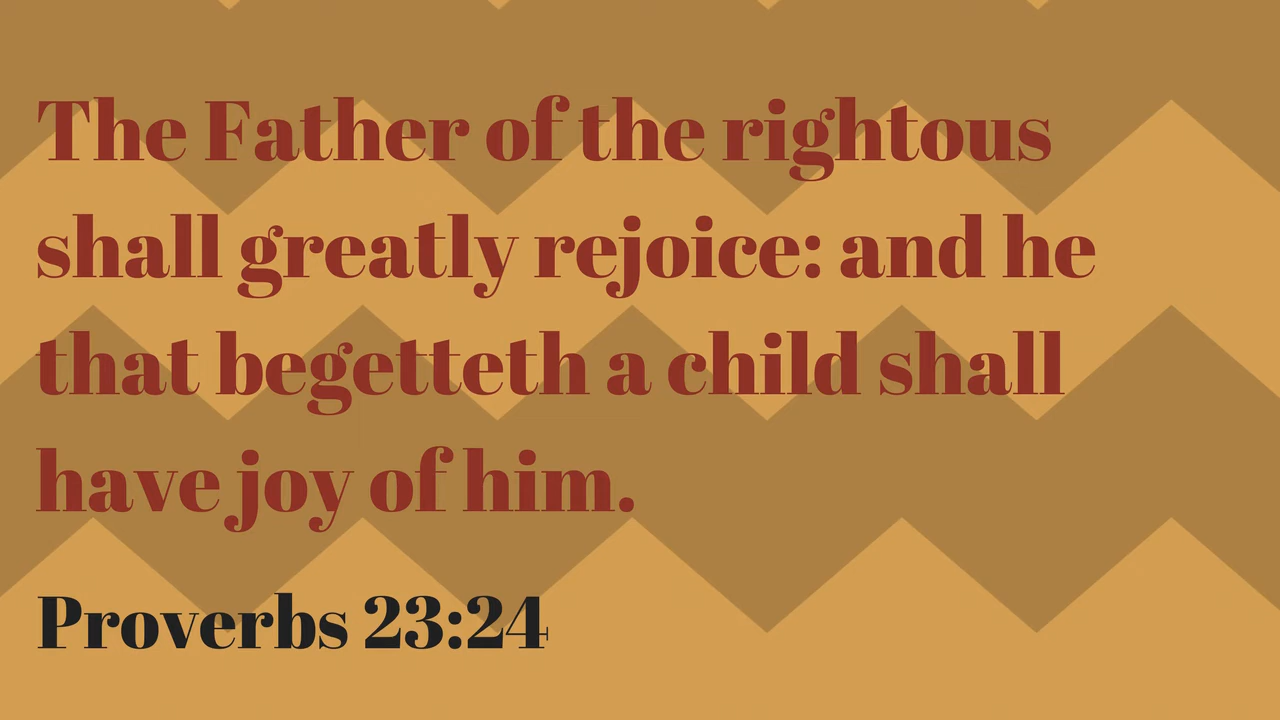 The Father of the rightous
shall greatly rejoice: and he
that begetteth a child shall
have joy of him.
Proverbs 23:24